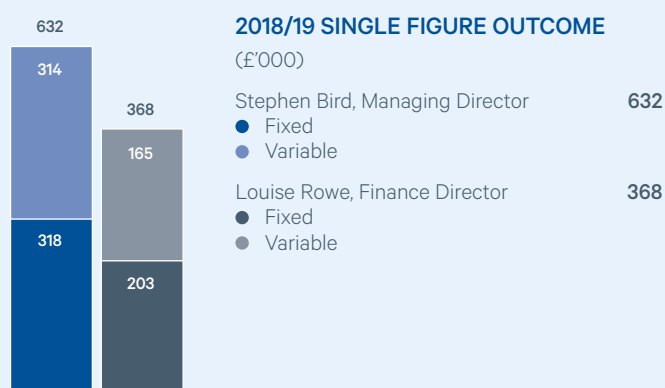 632
314
318
368
165
203
2018/19 SINGLE FIGURE OUTCOME
(£’000)
Stephen Bird, Managing Director 632
Fixed
Variable
Louise Rowe, Finance Director 368
Fixed
Variable